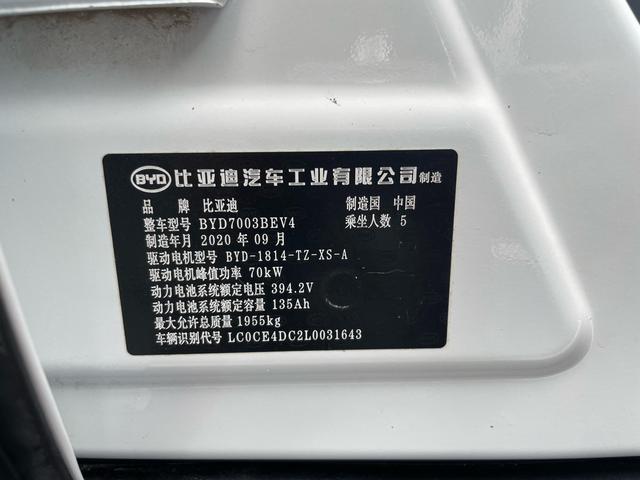 BYD 比亚迪汽车工业有限公司制造
品牌 比亚迪 制造国 中国
整车型号 BYD7003BEV4 乘坐人数 5
制造年月 2020 年 09 月
驱动电机型号 BYD-1814-TZ-XS-A
驱动电机峰值功率 70kW
动力电池系统额定电压 394.2V
动力电池系统额定容量 135Ah
最大允许总质量 1955kg
车辆识别代号 LC0CE4DC2L0031643